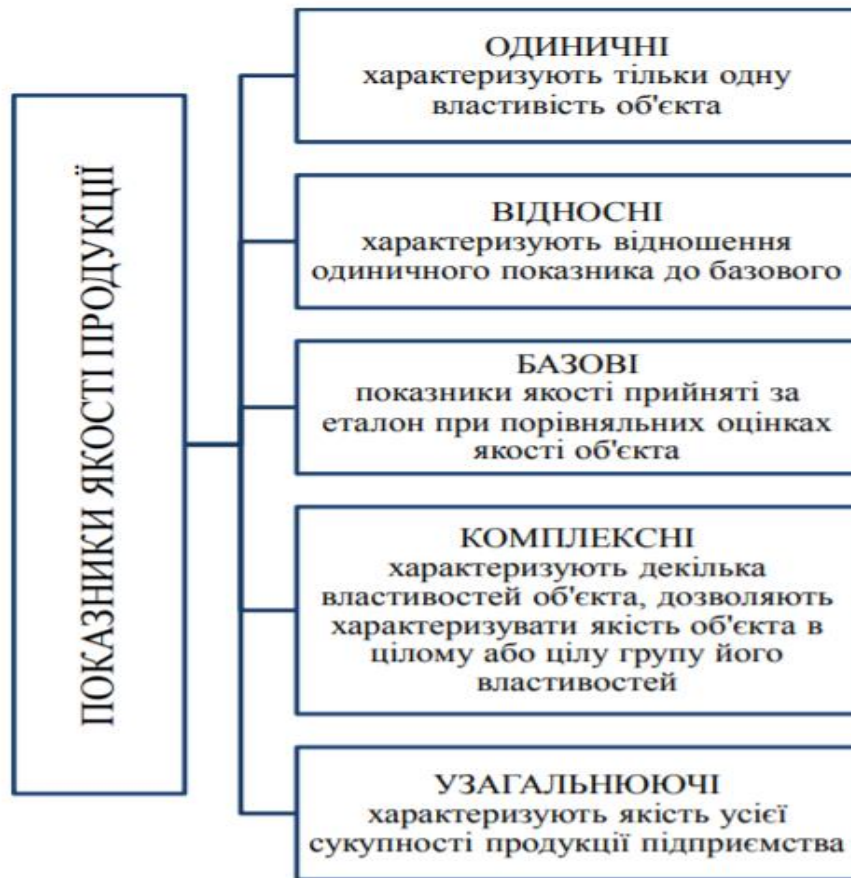 ПОКАЗНИКИ ЯКОСТІ ПРОДУКЦІЇ
ОДИНИЧНІ
характеризують тільки одну
властивість об'єкта
ВІДНОСНІ
характеризують відношення
одиничного показника до базового
БАЗОВІ
показники якості прийняті за
еталон при порівняльних оцінках
якості об'єкта
КОМПЛЕКСНІ
характеризують декілька
властивостей об'єкта, дозволяють
характеризувати якість об'єкта в
цілому або цілу групу його
властивостей
УЗАГАЛЬНЮЮЧІ
характеризують якість усієї
сукупності продукції підприємства